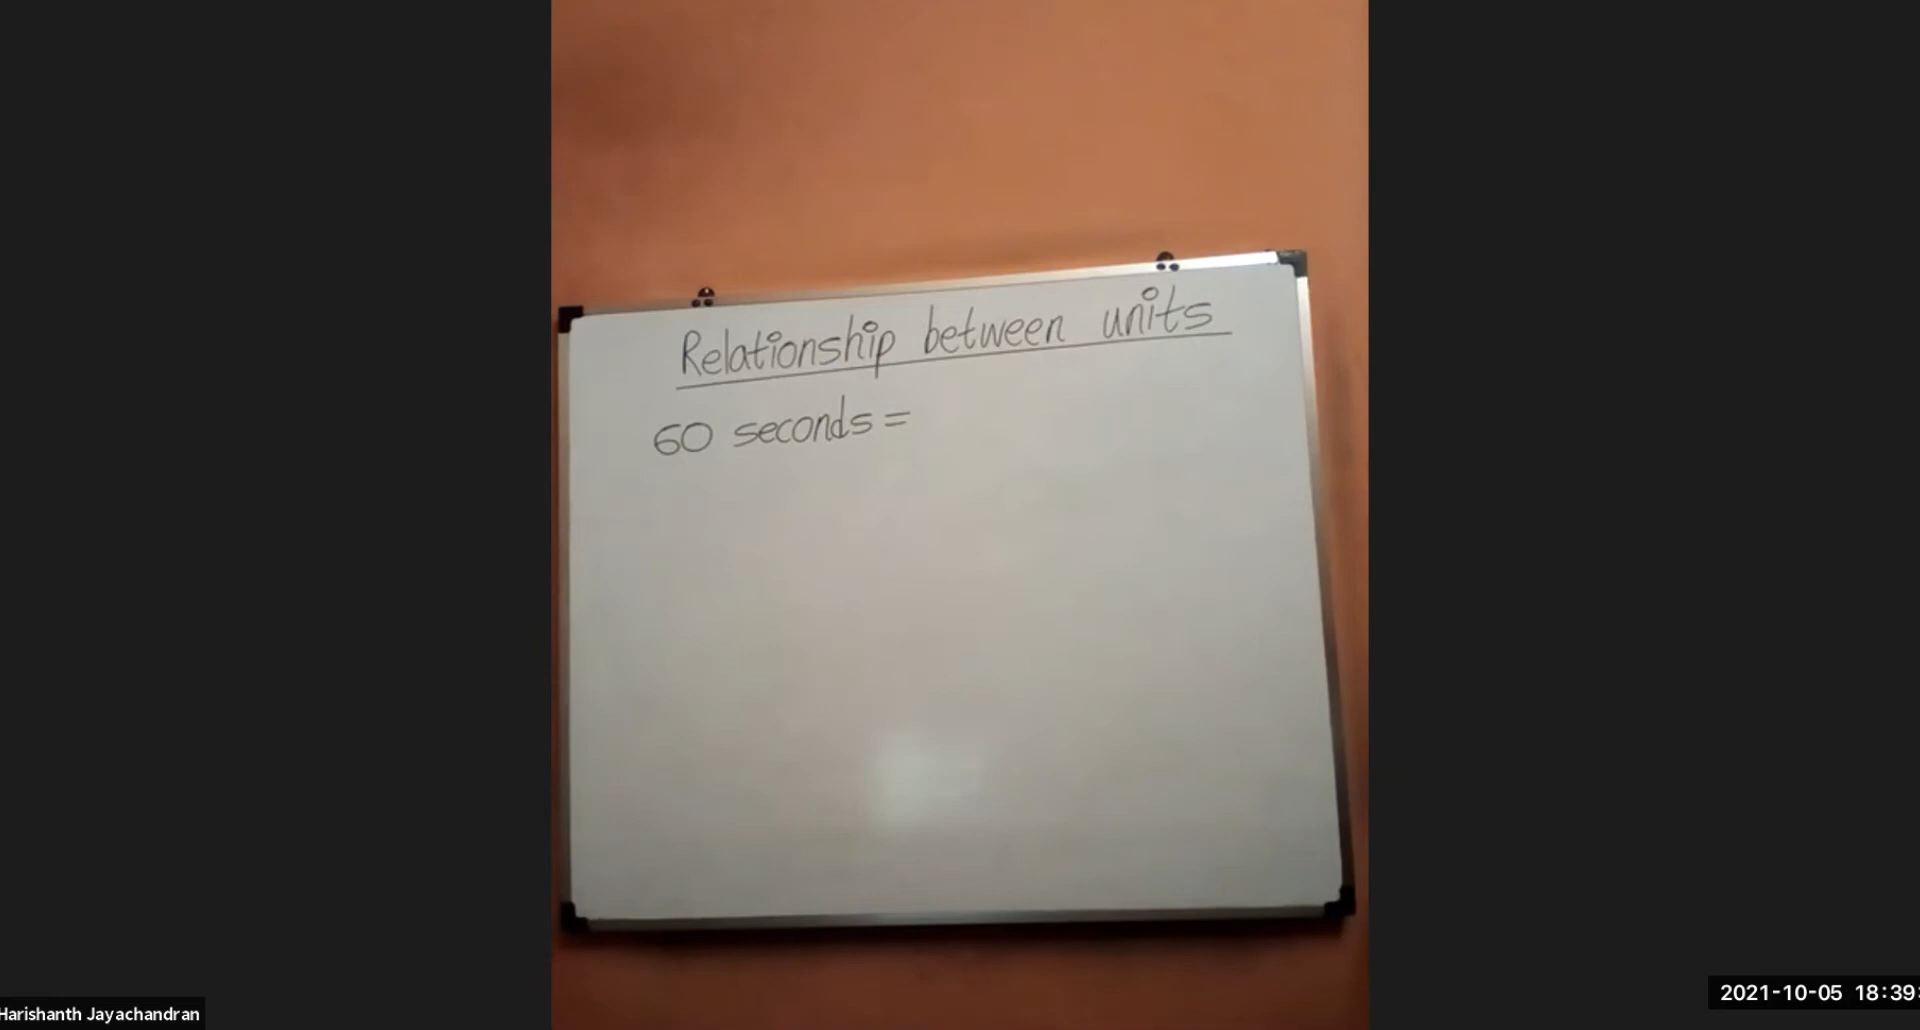 Relationship between units
60 seconds =
Harishanth Jayachandran
2021-10-05 18:39: